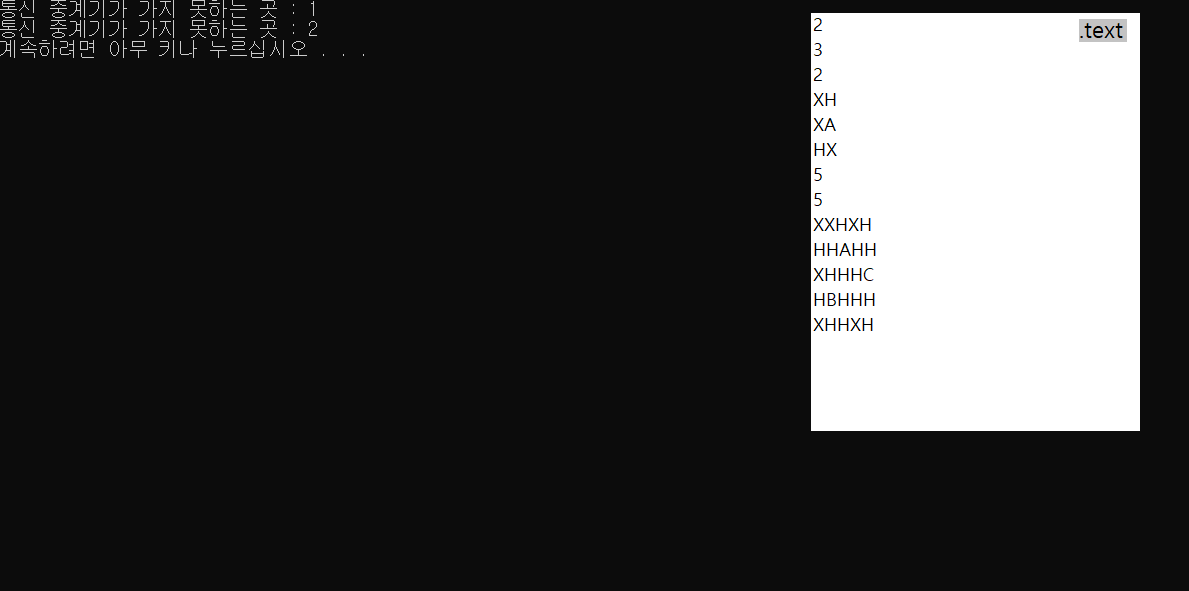 통신 중계기가 가지 못하는 곳 : 1
통신 중계기가 가지 못하는 곳 : 2
계속하려면 아무 키나 누르십시오 . . .
.text
2
3
2
XH
XA
HX
5
5
XXHXH
HHAHH
XHHHC
HBHHH
XHHXH